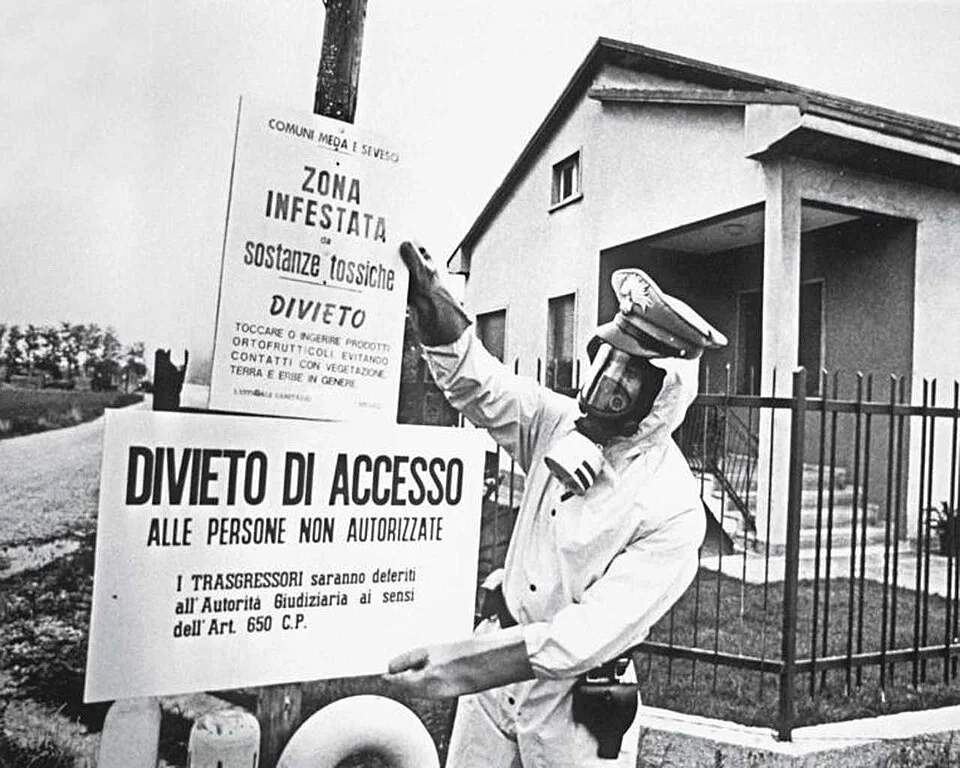 COMUNI MEDA E SEVESO
ZONA
INFESTATA
da
sostanze tossiche
DIVIETO
TOCCARE O INGERIRE PRODOTTI
ORTOFRUTTICOLI EVITANDO
CONTATTI CON VEGETAZIONE
TERRA E ERBE IN GENERE
SANITARIO
DIVIETO DI ACCESSO
ALLE PERSONE NON AUTORIZZATE
I TRASGRESSORI saranno deferiti
all'Autorità Giudiziaria ai sensi
dell'Art. 650 C.P.